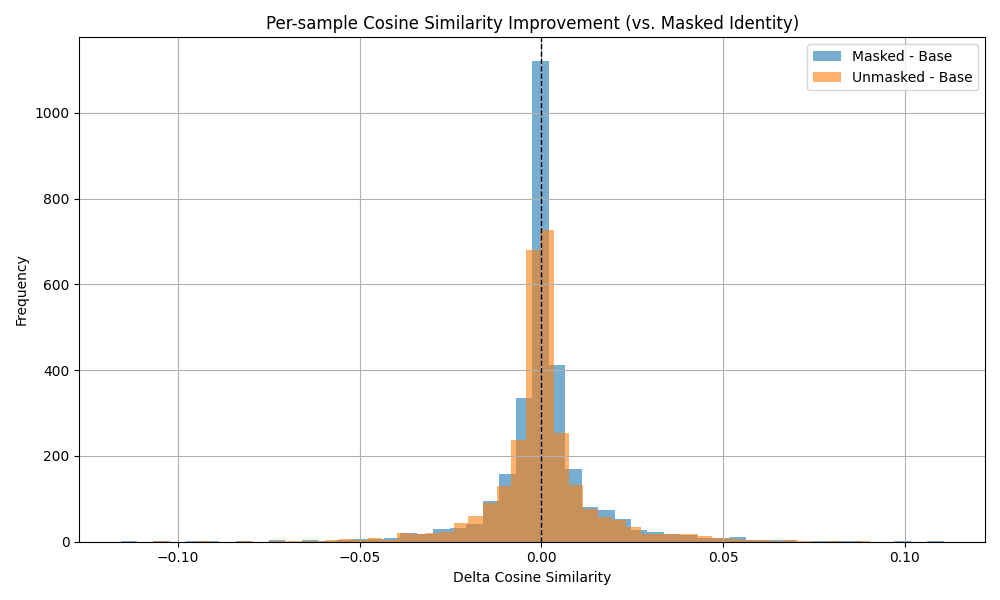 Per-sample Cosine Similarity Improvement (vs. Masked Identity)
Masked - Base
Unmasked - Base
1000
800
600
400
200
0
Frequency
−0.10 −0.05 0.00 0.05 0.10
Delta Cosine Similarity